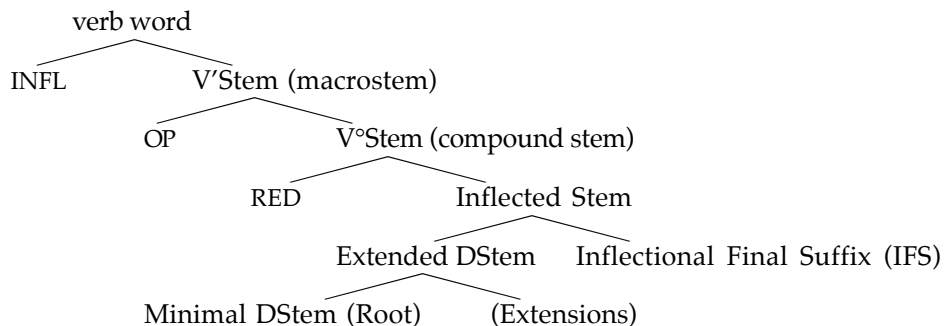 verb word
INFL V'Stem (macrostem)
OP V°Stem (compound stem)
RED Inflected Stem
Extended DStem Inflectional Final Suffix (IFS)
Minimal DStem (Root) (Extensions)